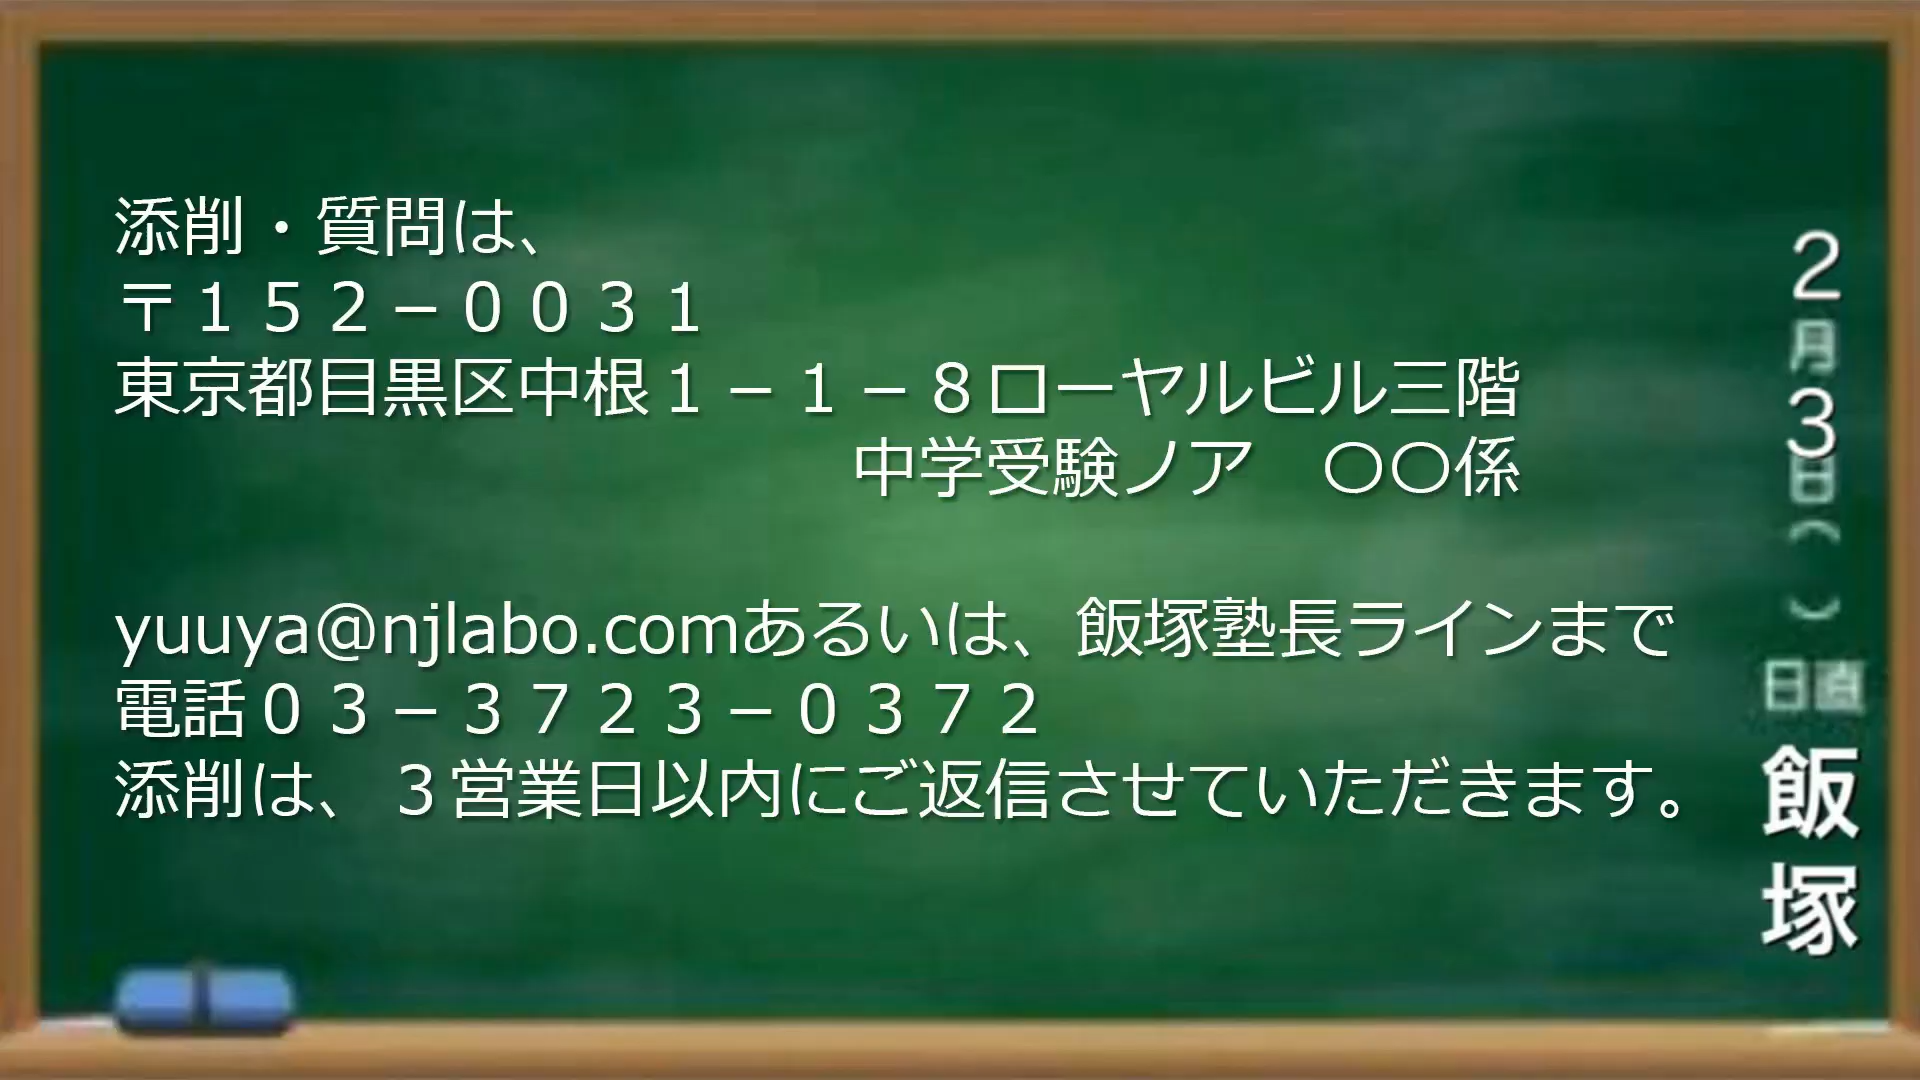 添削・質問は、
〒１５２－００３１
東京都目黒区中根１－１－８ローヤルビル三階
中学受験ノア　〇〇係
yuuya@njlabo.comあるいは、飯塚塾長ラインまで
電話０３－３７２３－０３７２
添削は、３営業日以内にご返信させていただきます。
2月3日(　)
日直
飯塚